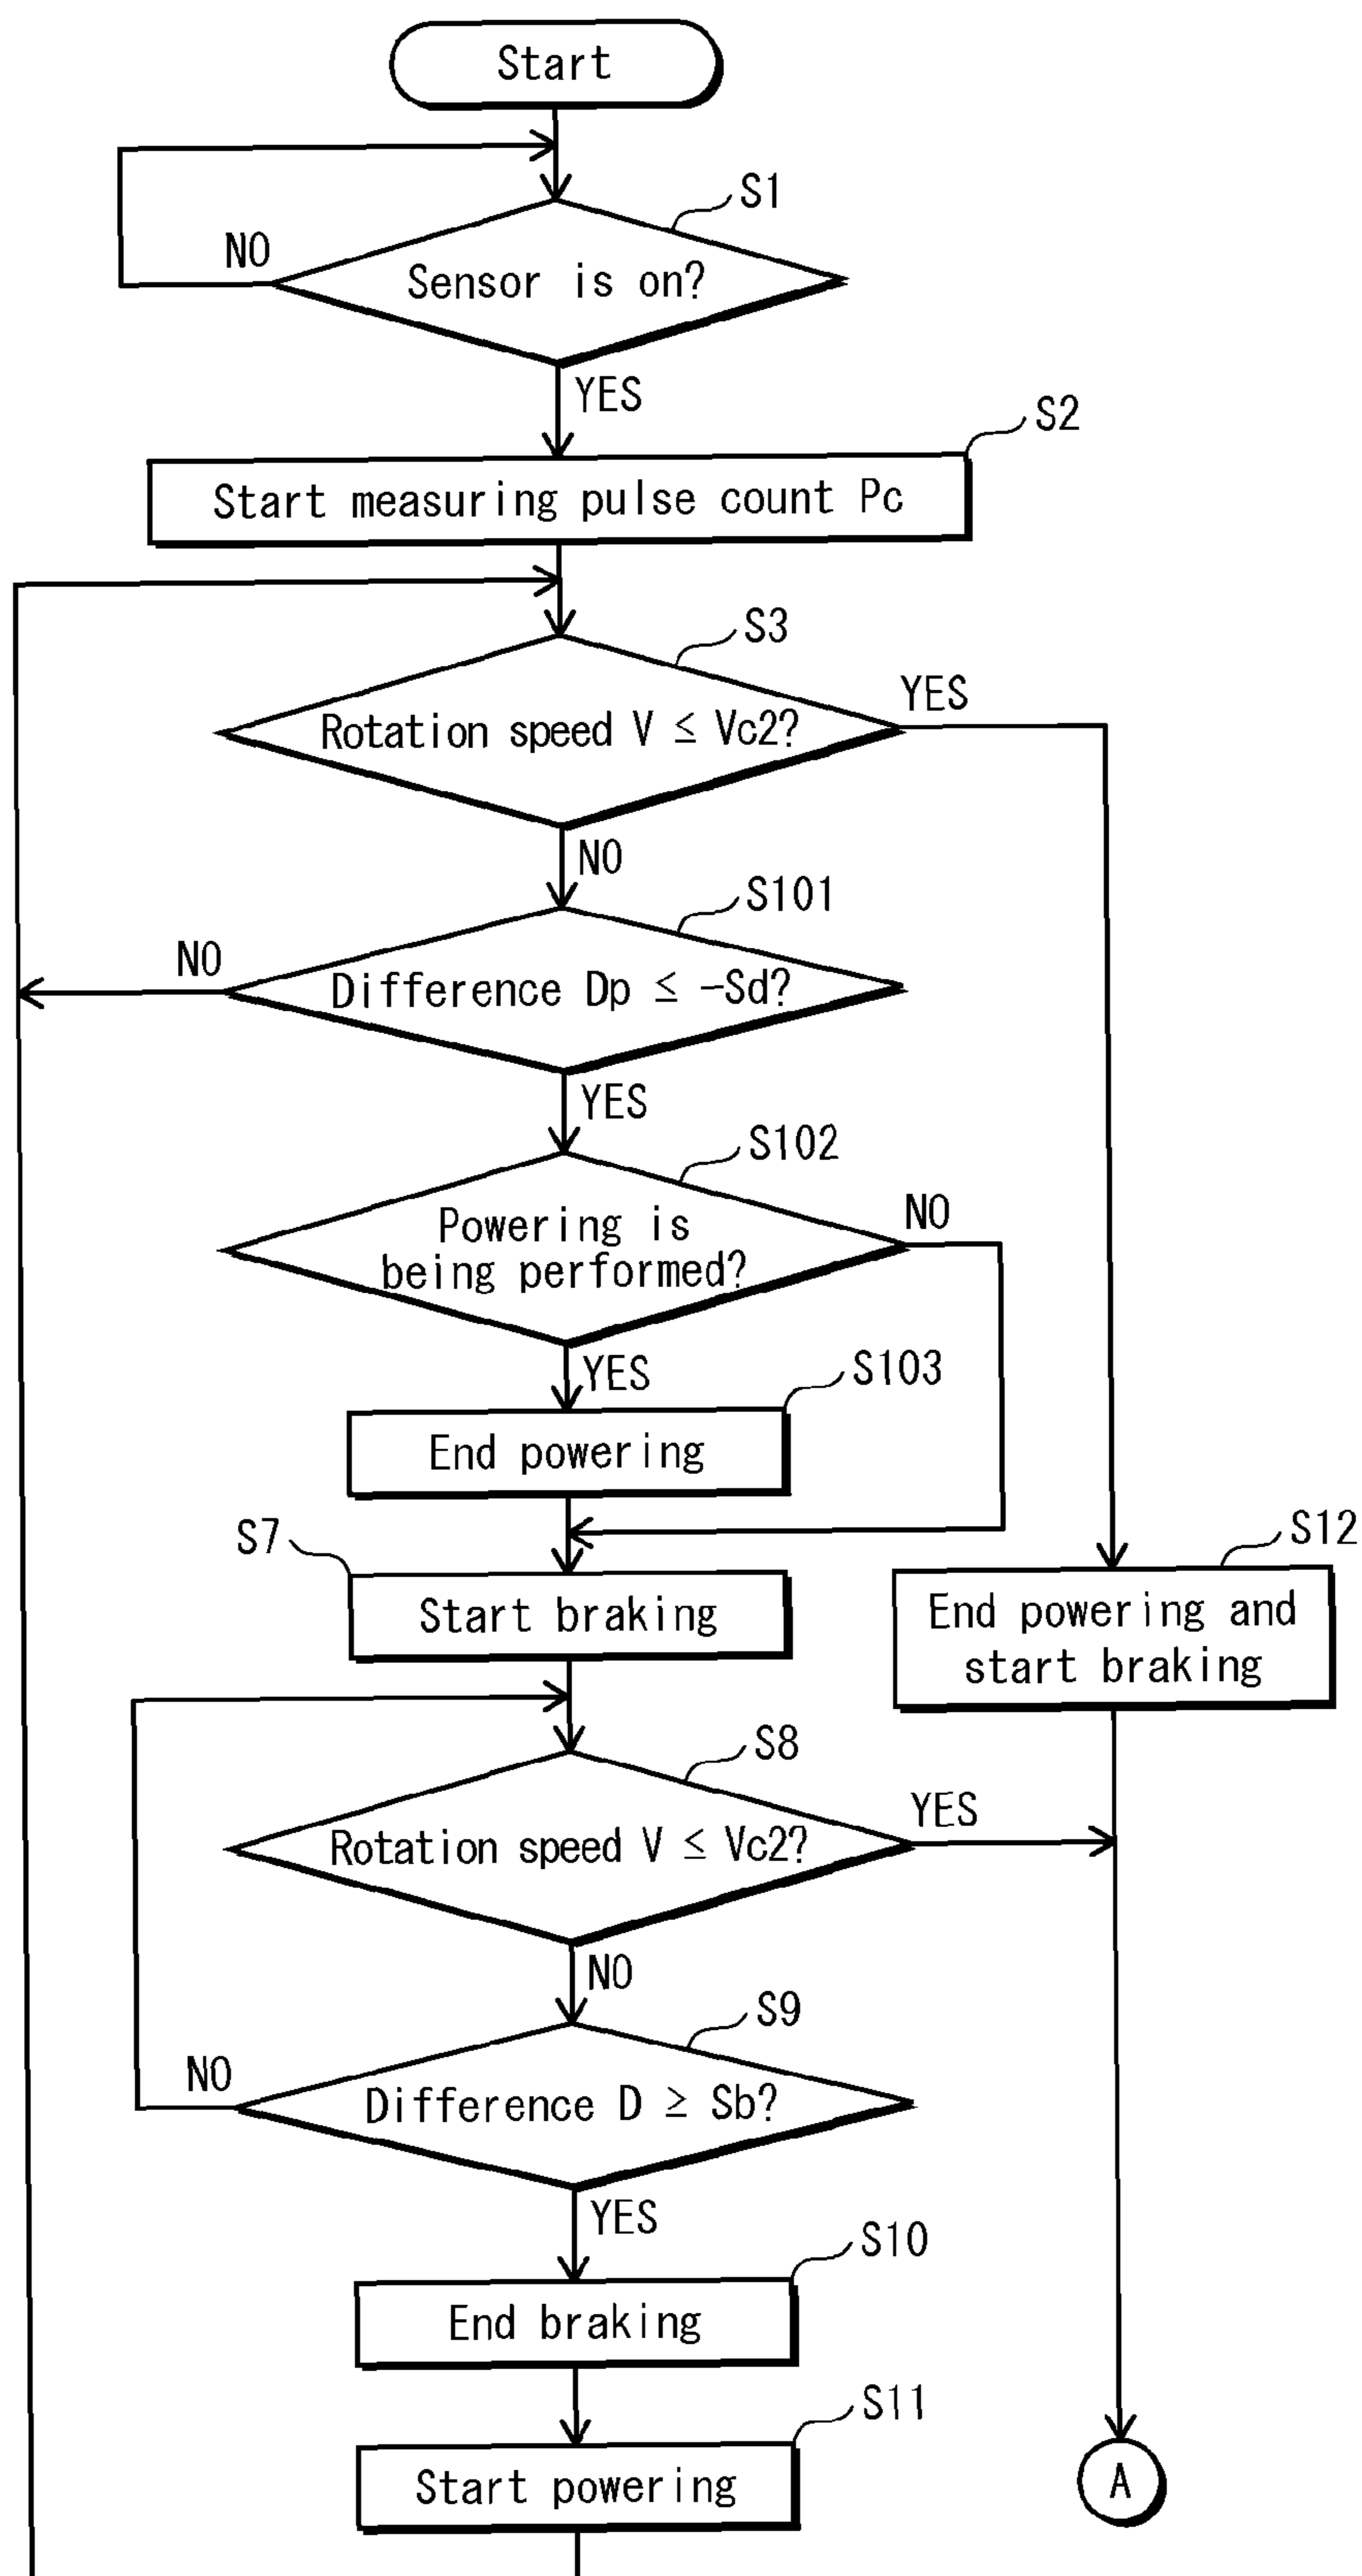 Start
S1
NO
Sensor is on?
YES
S2
Start measuring pulse count Pc
S3
YES
Rotation speed V ≤ Vc2?
NO
S101
NO
Difference Dp ≤ -Sd?
YES
S102
NO
Powering is
being performed?
YES
S103
End powering
S7
S12
Start braking
End powering and
start braking
S8
YES
Rotation speed V ≤ Vc2?
NO
S9
NO
Difference D ≥ Sb?
YES
S10
End braking
S11
Start powering
A